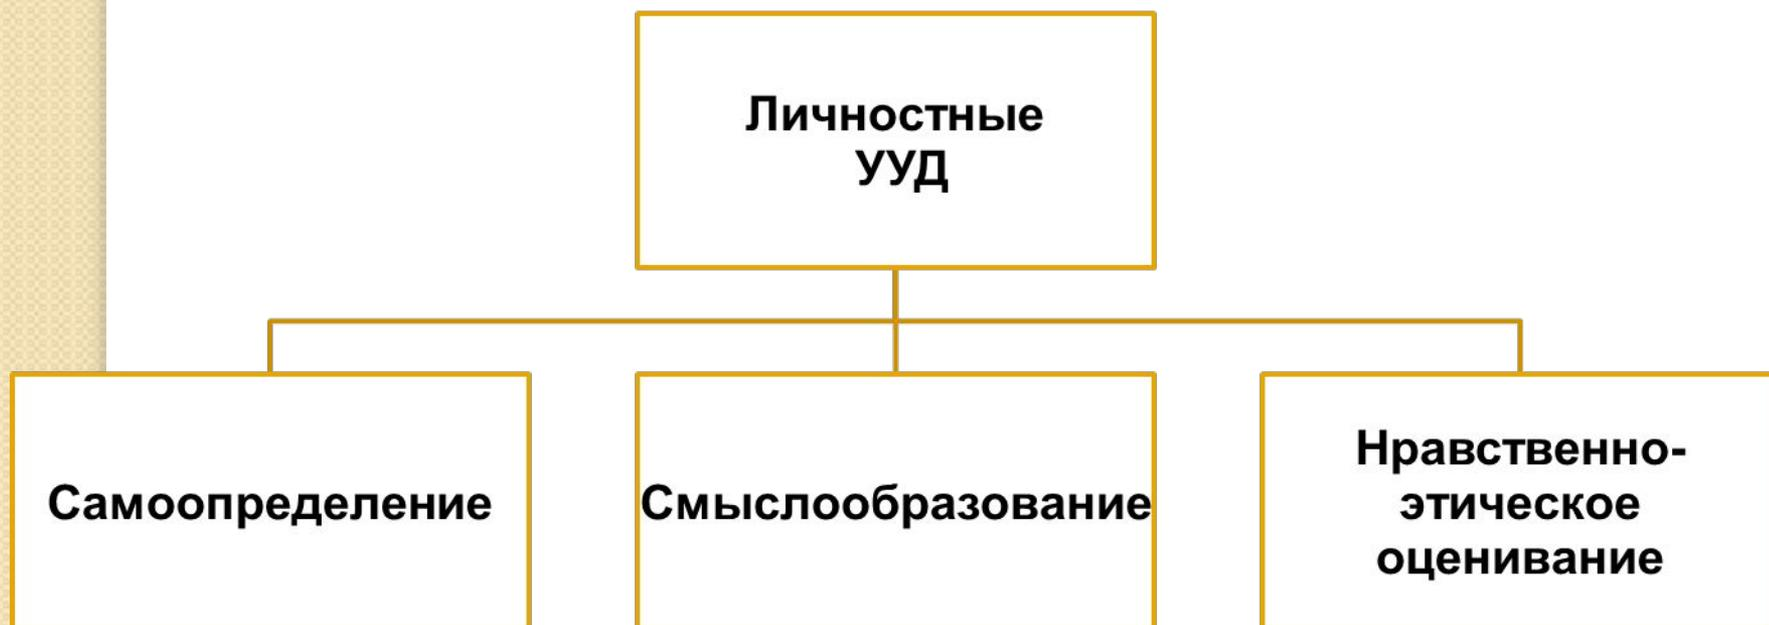 Личностные
УУД
Самоопределение
Смыслообразование
Нравственно-
этическое
оценивание